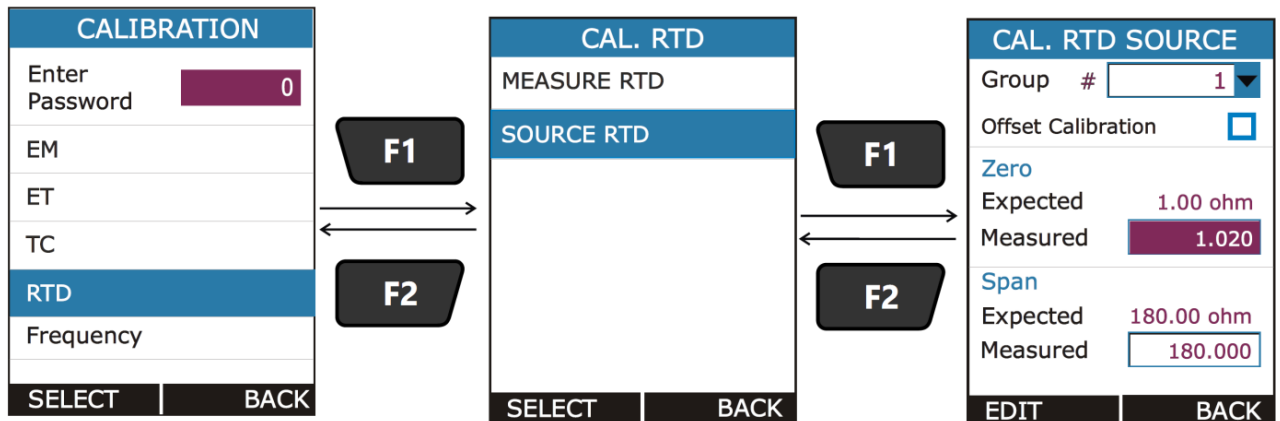 CALIBRATION
Enter
Password
0
EM
ET
TC
RTD
Frequency
SELECT BACK
F1
F2
CAL. RTD
MEASURE RTD
SOURCE RTD
SELECT BACK
F1
F2
CAL. RTD SOURCE
Group # 1
Offset Calibration
Zero
Expected 1.00 ohm
Measured 1.020
Span
Expected 180.00 ohm
Measured 180.000
EDIT BACK